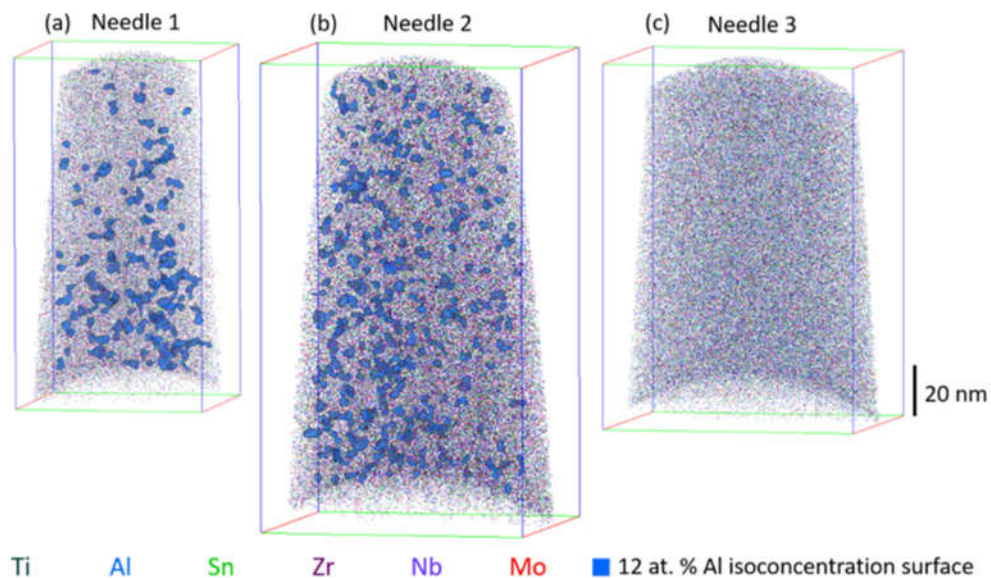 (a) Needle 1
(b) Needle 2
(c) Needle 3
20 nm
Ti Al Sn Zr Nb Mo 12 at. % Al isoconcentration surface